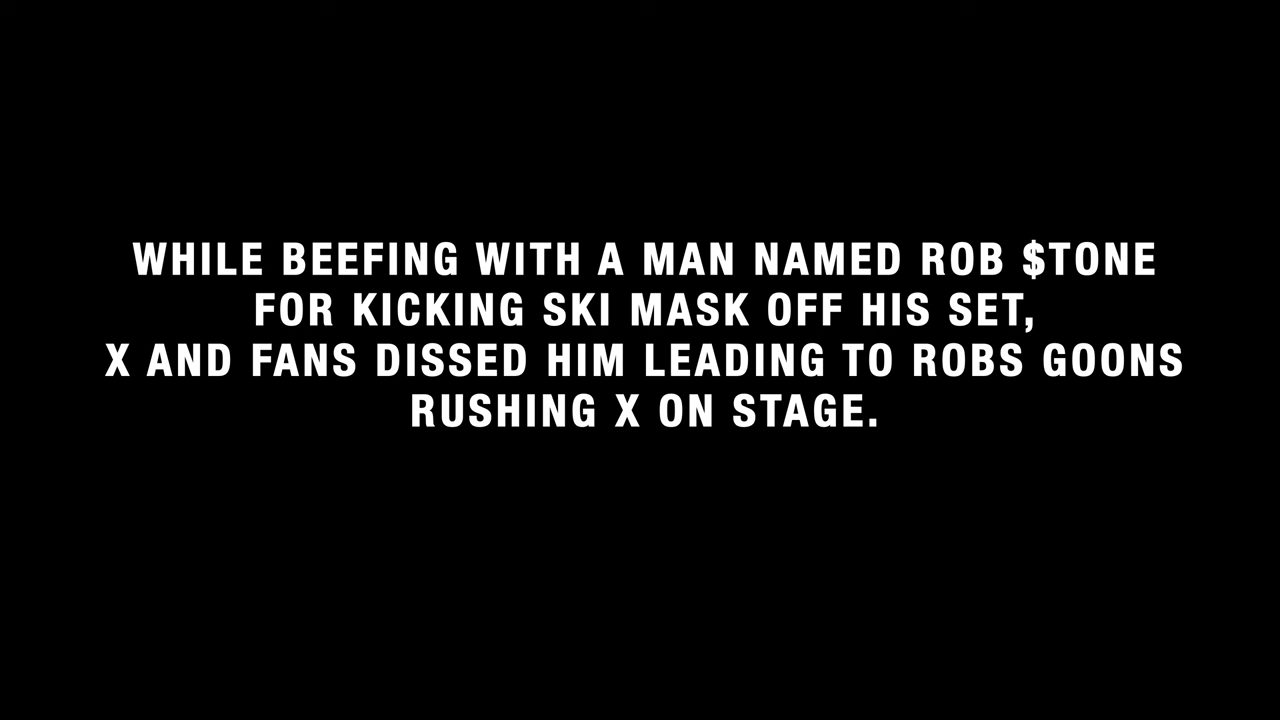 WHILE BEEFING WITH A MAN NAMED ROB $TONE
FOR KICKING SKI MASK OFF HIS SET,
X AND FANS DISSED HIM LEADING TO ROBS GOONS
RUSHING X ON STAGE.